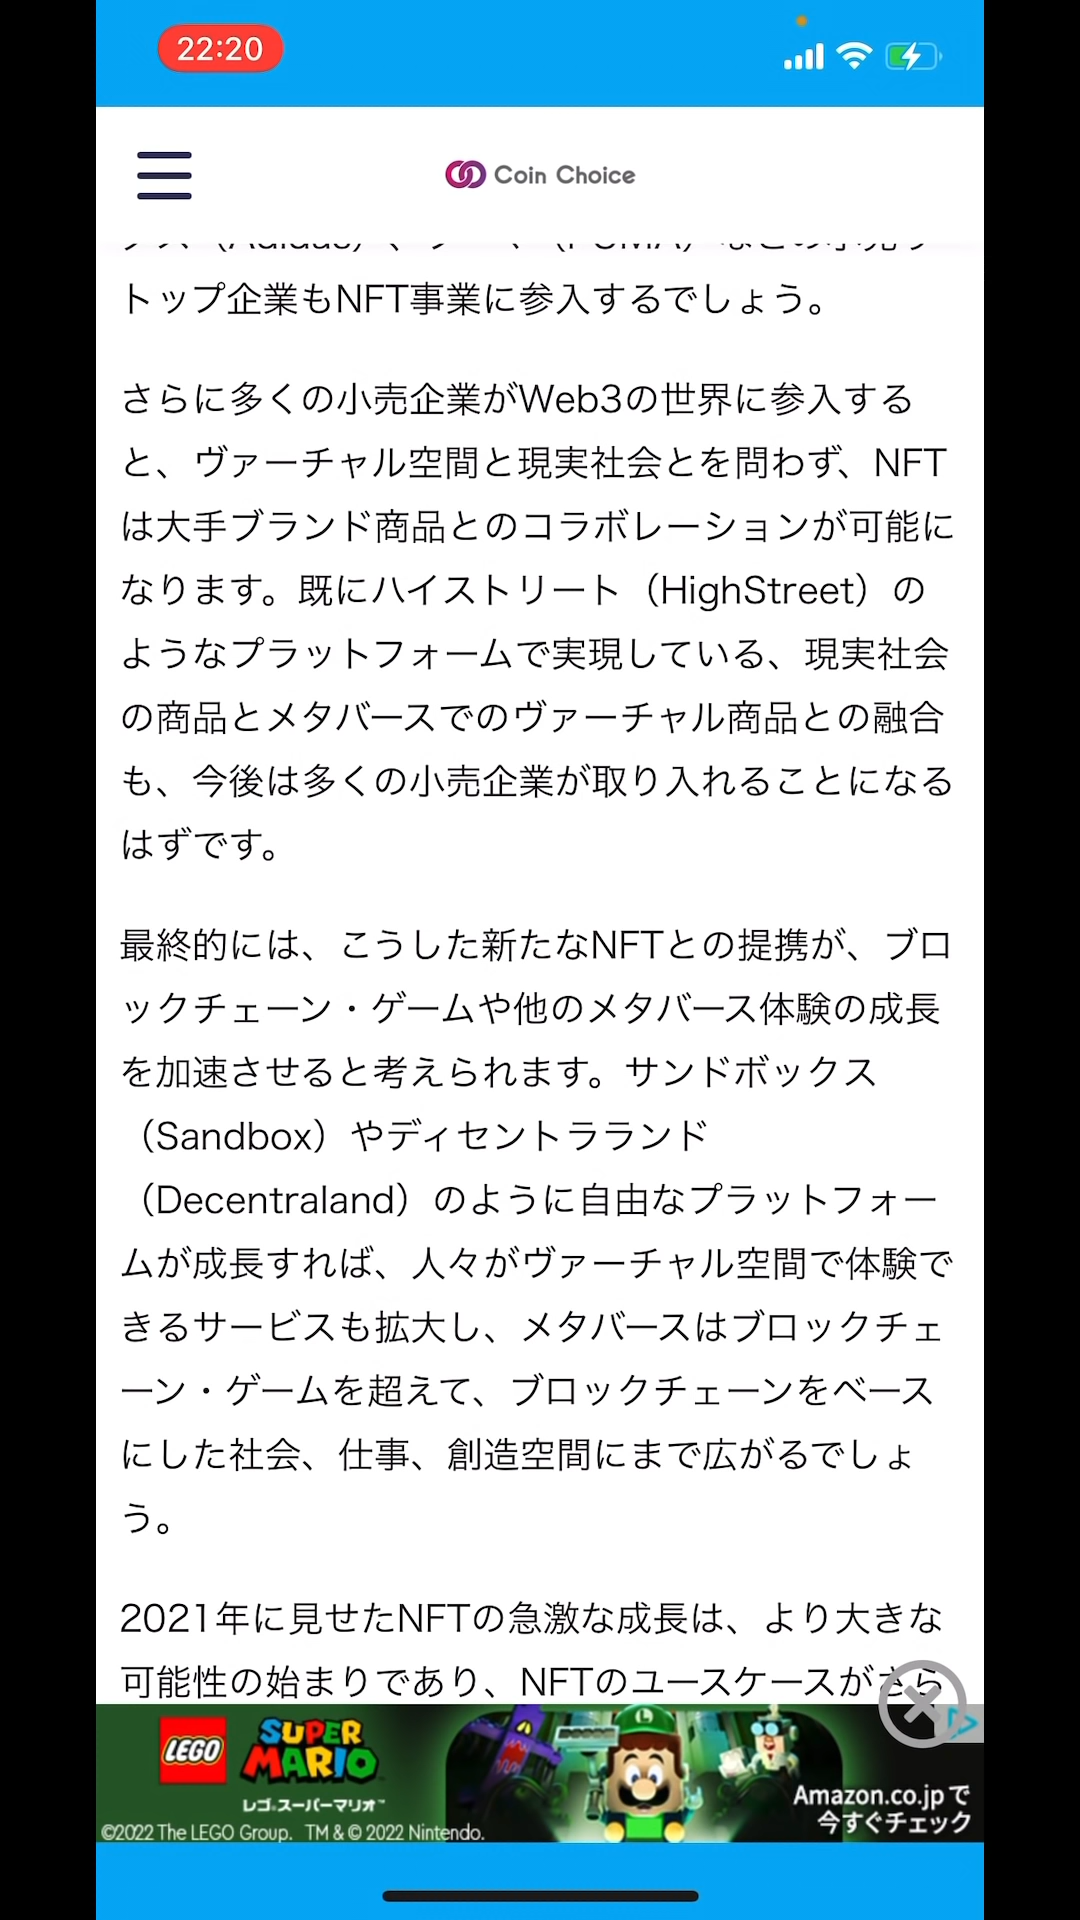 22:20
Coin Choice
トップ企業もNFT事業に参入するでしょう。
さらに多くの小売企業がWeb3の世界に参入する
と、ヴァーチャル空間と現実社会とを問わず、NFT
は大手ブランド商品とのコラボレーションが可能に
なります。既にハイストリート（HighStreet）の
ようなプラットフォームで実現している、現実社会
の商品とメタバースでのヴァーチャル商品との融合
も、今後は多くの小売企業が取り入れることになる
はずです。
最終的には、こうした新たなNFTとの提携が、ブロ
ックチェーン・ゲームや他のメタバース体験の成長
を加速させると考えられます。サンドボックス
（Sandbox）やディセントラランド
（Decentraland）のように自由なプラットフォー
ムが成長すれば、人々がヴァーチャル空間で体験で
きるサービスも拡大し、メタバースはブロックチェ
ーン・ゲームを超えて、ブロックチェーンをベース
にした社会、仕事、創造空間にまで広がるでしょ
う。
2021年に見せたNFTの急激な成長は、より大きな
可能性の始まりであり、NFTのユースケースがさら
LEGO
SUPER
MARIO
レゴ®スーパーマリオ™
©2022 The LEGO Group. TM & © 2022 Nintendo.
Amazon.co.jpで
今すぐチェック